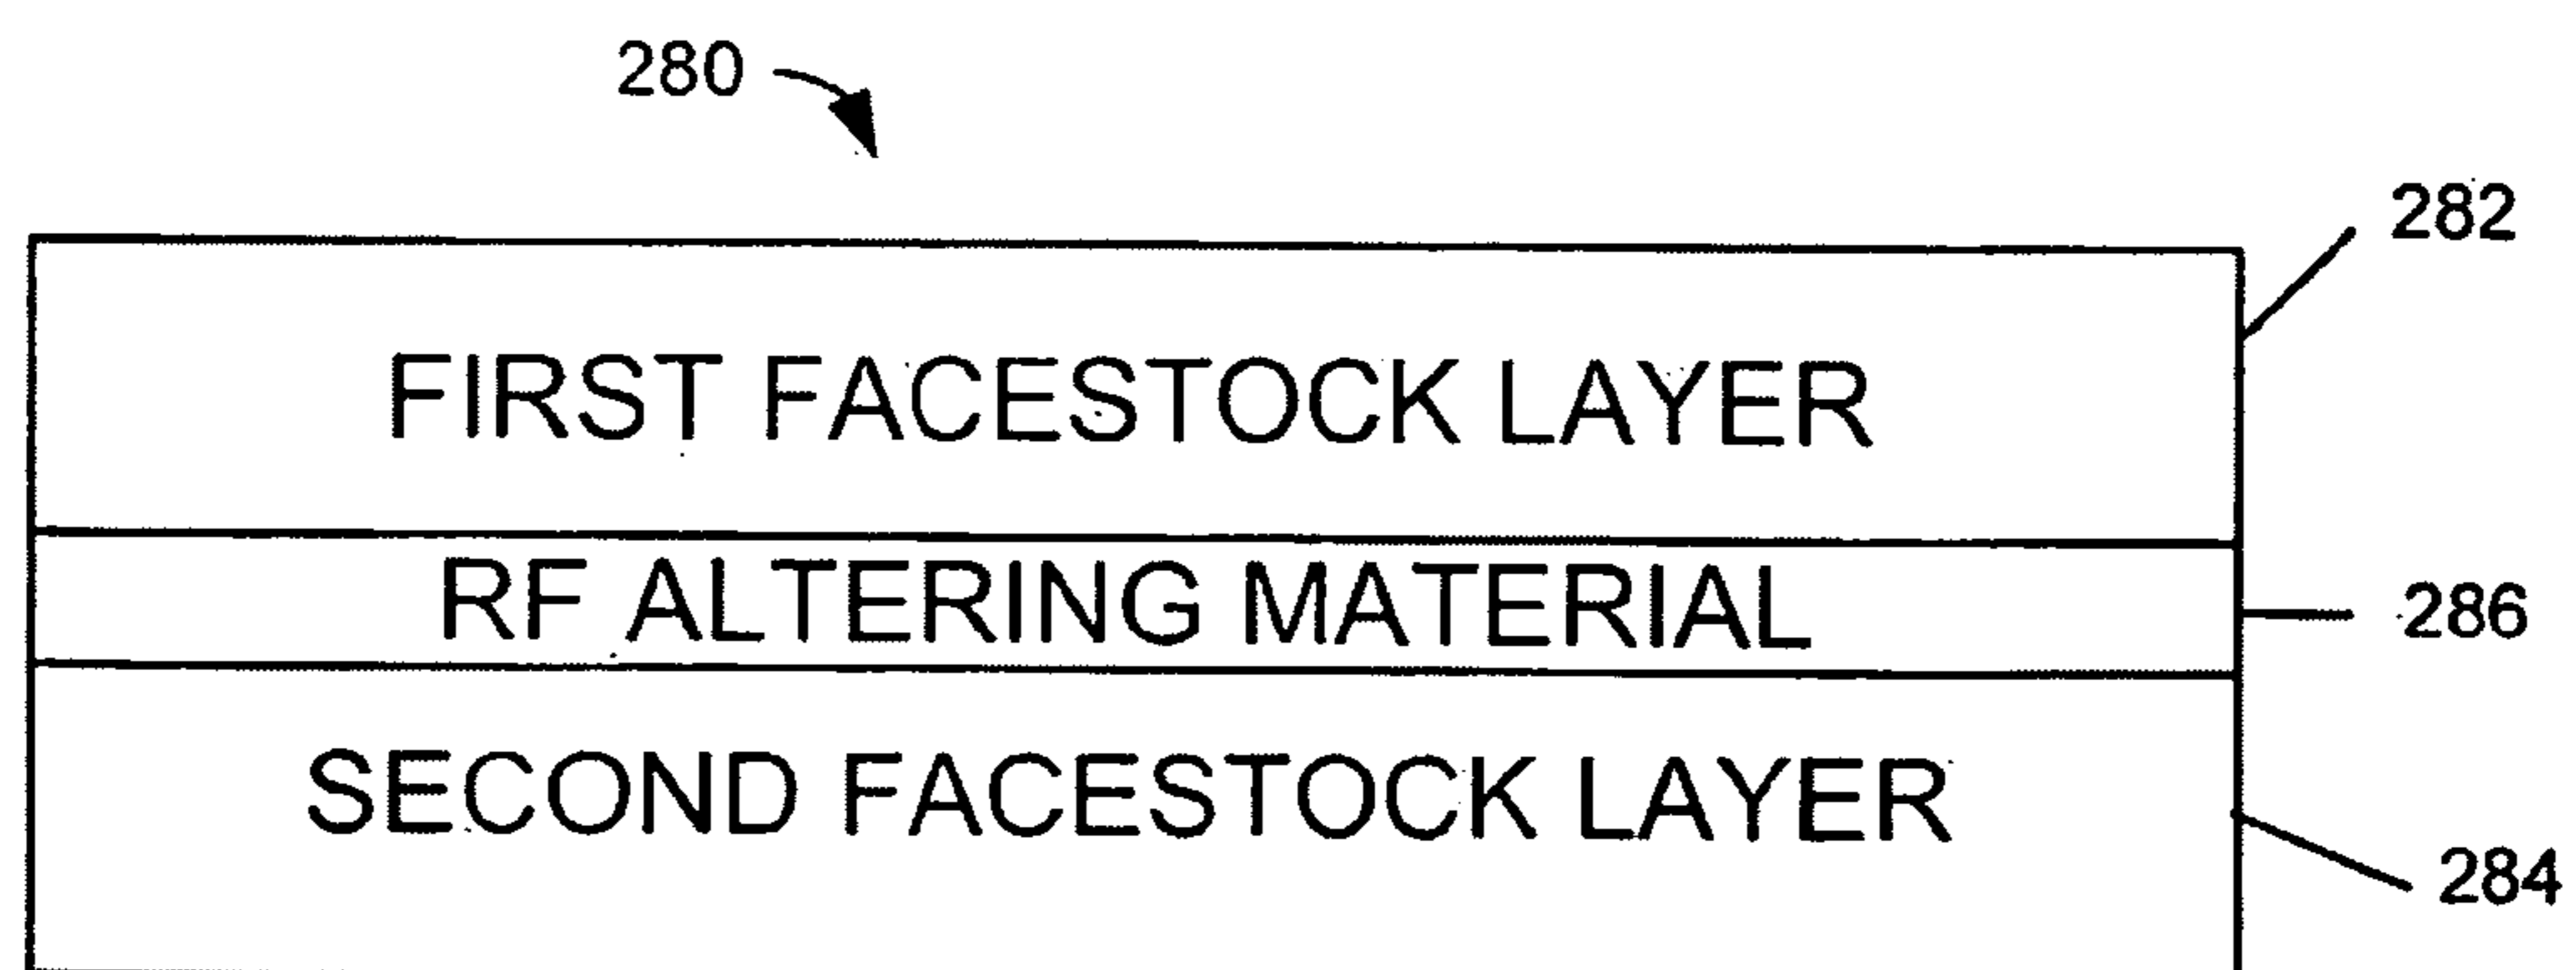 280
282
FIRST FACESTOCK LAYER
RF ALTERING MATERIAL
286
SECOND FACESTOCK LAYER
284